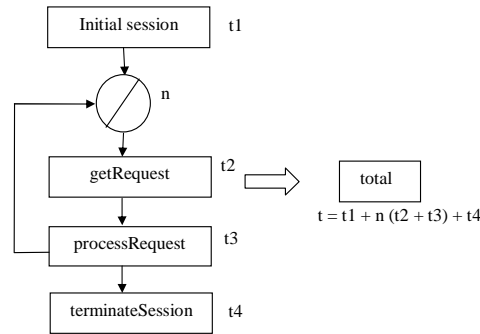 Initial session t1
n
getRequest t2
total
t = t1 + n (t2 + t3) + t4
processRequest t3
terminateSession t4